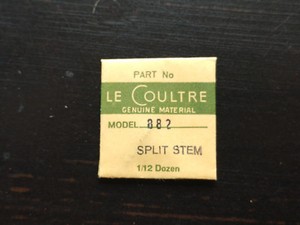 PART No
LE COULTRE
GENUINE MATERIAL
MODEL 882
SPLIT STEM
1/12 Dozen